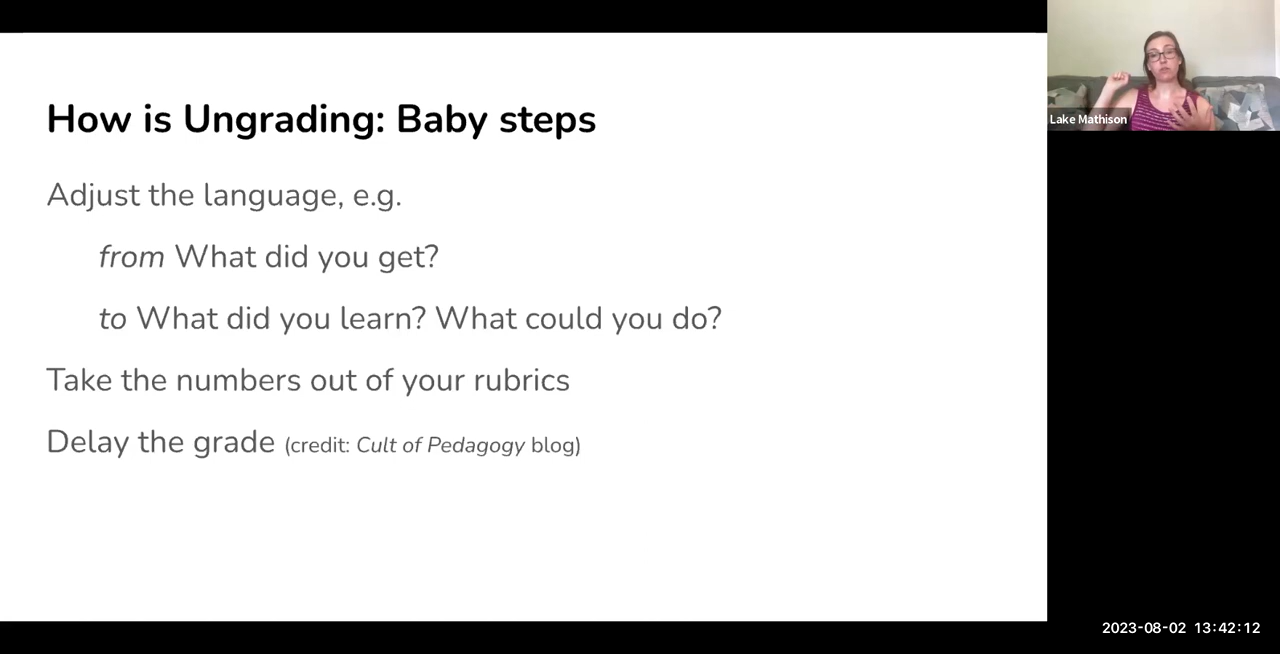 How is Ungrading: Baby steps
Adjust the language, e.g.
from What did you get?
to What did you learn? What could you do?
Take the numbers out of your rubrics
Delay the grade (credit: Cult of Pedagogy blog)
Lake Mathison
2023-08-02 13:42:12